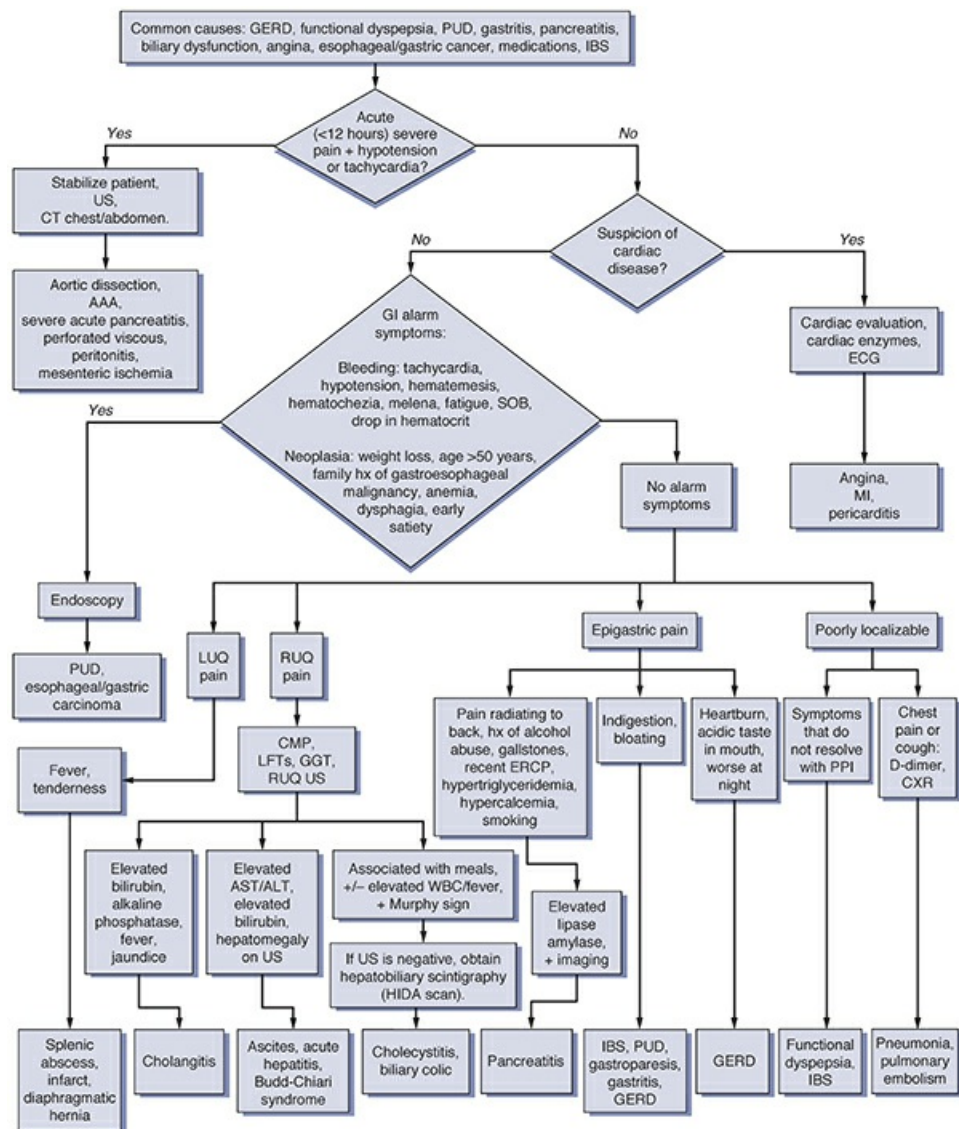 Common causes: GERD, functional dyspepsia, PUD, gastritis, pancreatitis,
biliary dysfunction, angina, esophageal/gastric cancer, medications, IBS
Acute
(<12 hours) severe
pain + hypotension
or tachycardia?
Yes
No
Stabilize patient,
US,
CT chest/abdomen.
Aortic dissection,
AAA,
severe acute pancreatitis,
perforated viscous,
peritonitis,
mesenteric ischemia
Suspicion of
cardiac
disease?
No
Yes
Cardiac evaluation,
cardiac enzymes,
ECG
Angina,
MI,
pericarditis
GI alarm
symptoms:
Bleeding: tachycardia,
hypotension, hematemesis,
hematochezia, melena, fatigue, SOB,
drop in hematocrit
Neoplasia: weight loss, age >50 years,
family hx of gastroesophageal
malignancy, anemia,
dysphagia, early
satiety
Yes
No alarm
symptoms
Endoscopy
PUD,
esophageal/gastric
carcinoma
LUQ
pain
RUQ
pain
Epigastric pain
Poorly localizable
Fever,
tenderness
CMP,
LFTs, GGT,
RUQ US
Pain radiating to
back, hx of alcohol
abuse, gallstones,
recent ERCP,
hypertriglyceridemia,
hypercalcemia,
smoking
Indigestion,
bloating
Heartburn,
acidic taste
in mouth,
worse at
night
Symptoms
that do
not resolve
with PPI
Chest
pain or
cough:
D-dimer,
CXR
Elevated
bilirubin,
alkaline
phosphatase,
fever,
jaundice
Elevated
AST/ALT,
elevated
bilirubin,
hepatomegaly
on US
Associated with meals,
+/– elevated WBC/fever,
+ Murphy sign
If US is negative, obtain
hepatobiliary scintigraphy
(HIDA scan).
Elevated
lipase
amylase,
+ imaging
Splenic
abscess,
infarct,
diaphragmatic
hernia
Cholangitis
Ascites, acute
hepatitis,
Budd-Chiari
syndrome
Cholecystitis,
biliary colic
Pancreatitis
IBS, PUD,
gastroparesis,
gastritis,
GERD
GERD
Functional
dyspepsia,
IBS
Pneumonia,
pulmonary
embolism